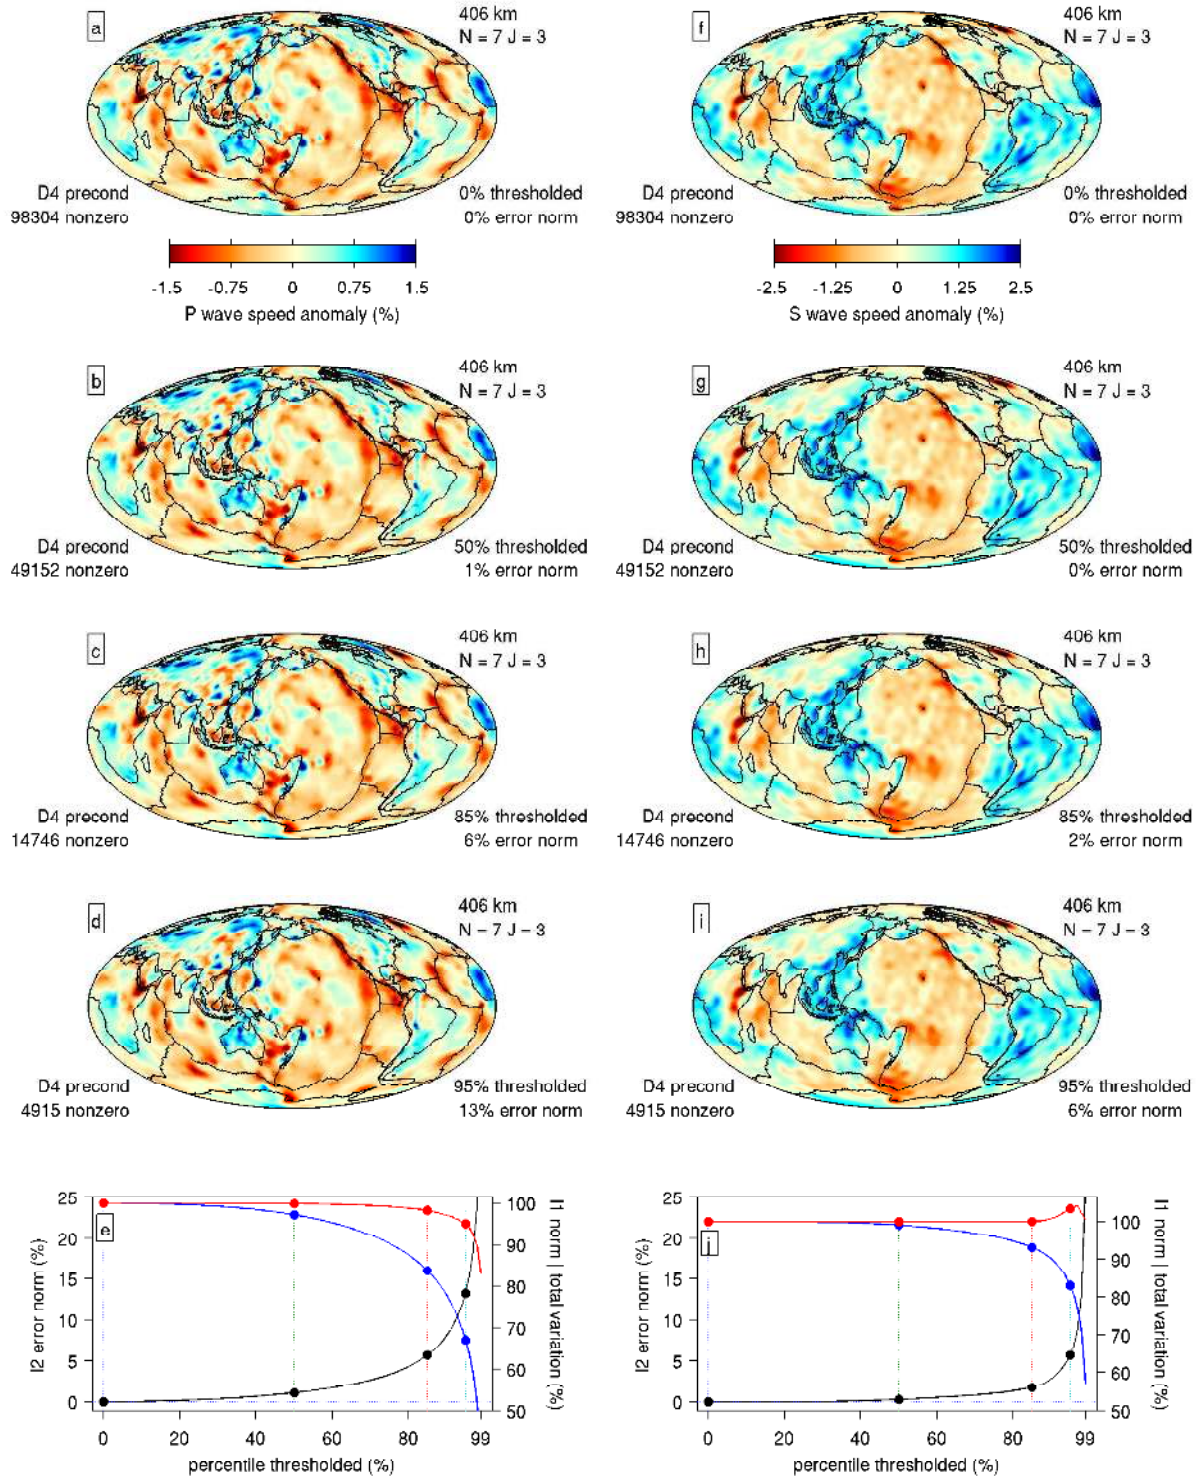 a
406 km
N = 7 J = 3
D4 precond
98304 nonzero
0% thresholded
0% error norm
-1.5 -0.75 0 0.75 1.5
P wave speed anomaly (%)
f
406 km
N = 7 J = 3
D4 precond
98304 nonzero
0% thresholded
0% error norm
-2.5 -1.25 0 1.25 2.5
S wave speed anomaly (%)
b
406 km
N = 7 J = 3
D4 precond
49152 nonzero
50% thresholded
1% error norm
g
406 km
N = 7 J = 3
D4 precond
49152 nonzero
50% thresholded
0% error norm
c
406 km
N = 7 J = 3
D4 precond
14746 nonzero
85% thresholded
6% error norm
h
406 km
N = 7 J = 3
D4 precond
14746 nonzero
85% thresholded
2% error norm
d
406 km
N = 7 J = 3
D4 precond
4915 nonzero
95% thresholded
13% error norm
i
406 km
N = 7 J = 3
D4 precond
4915 nonzero
95% thresholded
6% error norm
e
l2 error norm (%)
25
20
15
10
5
0
l1 norm | total variation (%)
100
90
80
70
60
50
0 20 40 60 80 99
percentile thresholded (%)
j
l2 error norm (%)
25
20
15
10
5
0
l1 norm | total variation (%)
100
90
80
70
60
50
0 20 40 60 80 99
percentile thresholded (%)